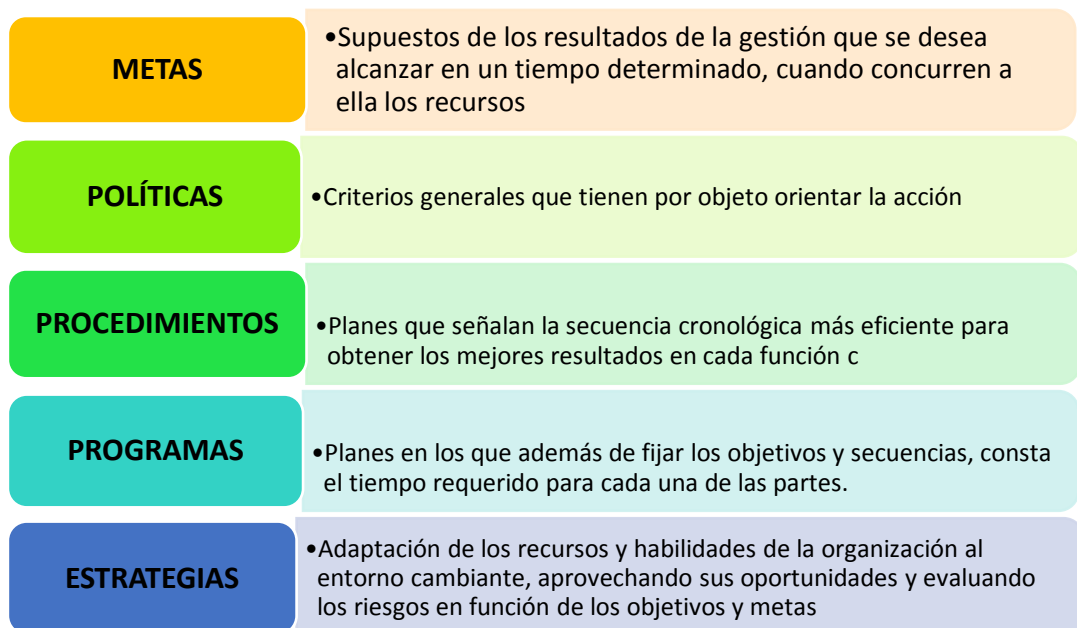 METAS
•Supuestos de los resultados de la gestión que se desea
alcanzar en un tiempo determinado, cuando concurren a
ella los recursos
POLÍTICAS
•Criterios generales que tienen por objeto orientar la acción
PROCEDIMIENTOS
•Planes que señalan la secuencia cronológica más eficiente para
obtener los mejores resultados en cada función c
PROGRAMAS
•Planes en los que además de fijar los objetivos y secuencias, consta
el tiempo requerido para cada una de las partes.
ESTRATEGIAS
•Adaptación de los recursos y habilidades de la organización al
entorno cambiante, aprovechando sus oportunidades y evaluando
los riesgos en función de los objetivos y metas